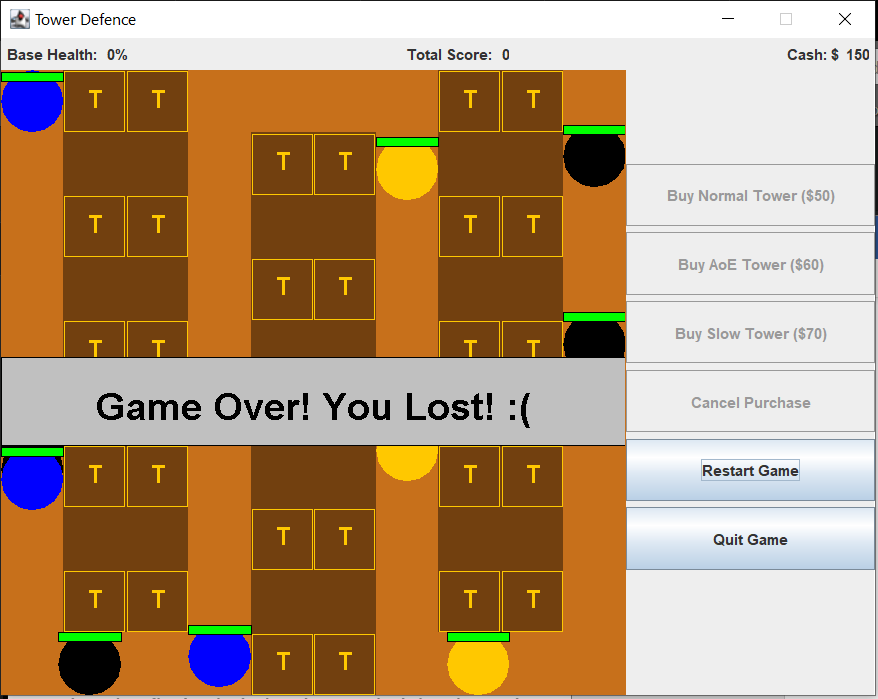 Tower Defence
Base Health: 0% Total Score: 0 Cash: $ 150
T T T T
T T
Buy Normal Tower ($50)
T T T T
Buy AoE Tower ($60)
T T
Buy Slow Tower ($70)
T T T T
Game Over! You Lost! :(
Cancel Purchase
Restart Game
T T T T
Quit Game
T T
T T T T
T T